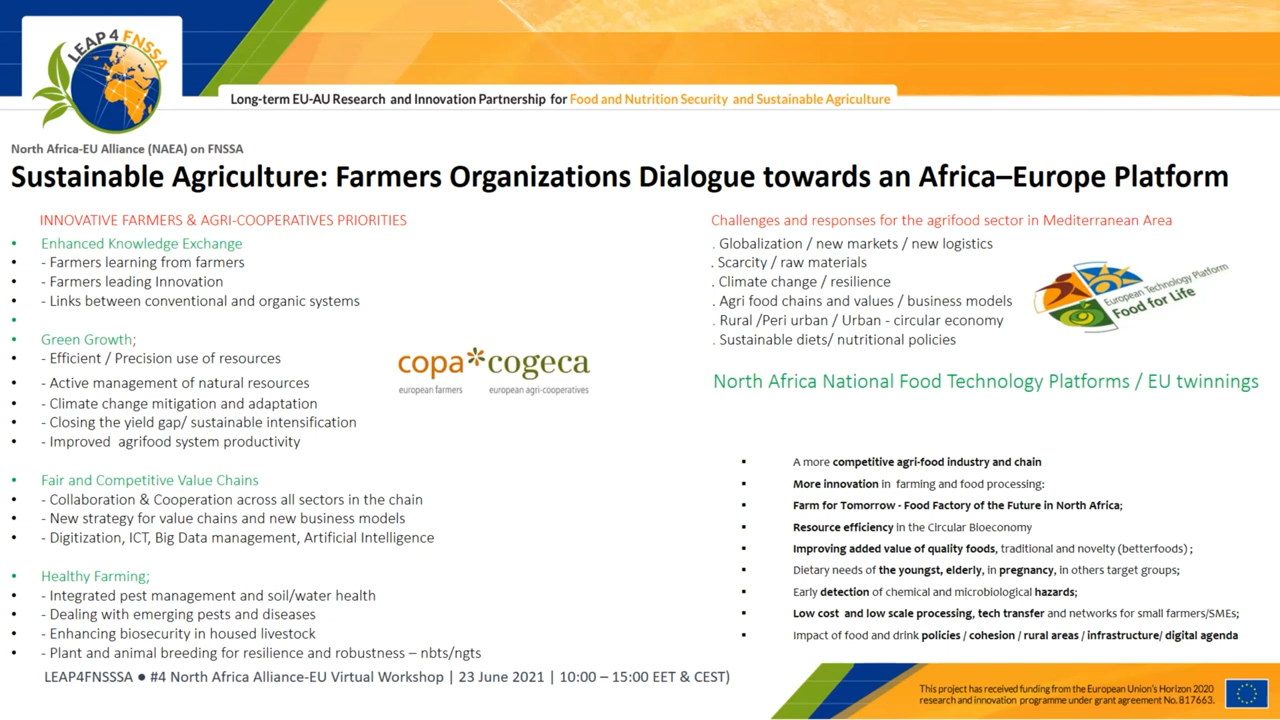 LEAP 4 FNSSA
Long-term EU-AU Research and Innovation Partnership for Food and Nutrition Security and Sustainable Agriculture
North Africa-EU Alliance (NAEA) on FNSSA
Sustainable Agriculture: Farmers Organizations Dialogue towards an Africa–Europe Platform
INNOVATIVE FARMERS & AGRI-COOPERATIVES PRIORITIES
• Enhanced Knowledge Exchange
• - Farmers learning from farmers
• - Farmers leading Innovation
• - Links between conventional and organic systems
•
• Green Growth;
• - Efficient / Precision use of resources
• - Active management of natural resources
• - Climate change mitigation and adaptation
• - Closing the yield gap/ sustainable intensification
• - Improved agrifood system productivity
• Fair and Competitive Value Chains
• - Collaboration & Cooperation across all sectors in the chain
• - New strategy for value chains and new business models
• - Digitization, ICT, Big Data management, Artificial Intelligence
• Healthy Farming;
• - Integrated pest management and soil/water health
• - Dealing with emerging pests and diseases
• - Enhancing biosecurity in housed livestock
• - Plant and animal breeding for resilience and robustness – nbts/ngts
copa*cogeca
european farmers european agri-cooperatives
Challenges and responses for the agrifood sector in Mediterranean Area
. Globalization / new markets / new logistics
. Scarcity / raw materials
. Climate change / resilience
. Agri food chains and values / business models
. Rural /Peri urban / Urban - circular economy
. Sustainable diets/ nutritional policies
European Technology Platform
Food for Life
North Africa National Food Technology Platforms / EU twinnings
▪ A more competitive agri-food industry and chain
▪ More innovation in farming and food processing:
▪ Farm for Tomorrow - Food Factory of the Future in North Africa;
▪ Resource efficiency in the Circular Bioeconomy
▪ Improving added value of quality foods, traditional and novelty (betterfoods) ;
▪ Dietary needs of the youngst, elderly, in pregnancy, in others target groups;
▪ Early detection of chemical and microbiological hazards;
▪ Low cost and low scale processing, tech transfer and networks for small farmers/SMEs;
▪ Impact of food and drink policies / cohesion / rural areas / infrastructure/ digital agenda
LEAP4FNSSSA ● #4 North Africa Alliance-EU Virtual Workshop | 23 June 2021 | 10:00 – 15:00 EET & CEST)
This project has received funding from the European Union's Horizon 2020
research and innovation programme under grant agreement No. 817663.